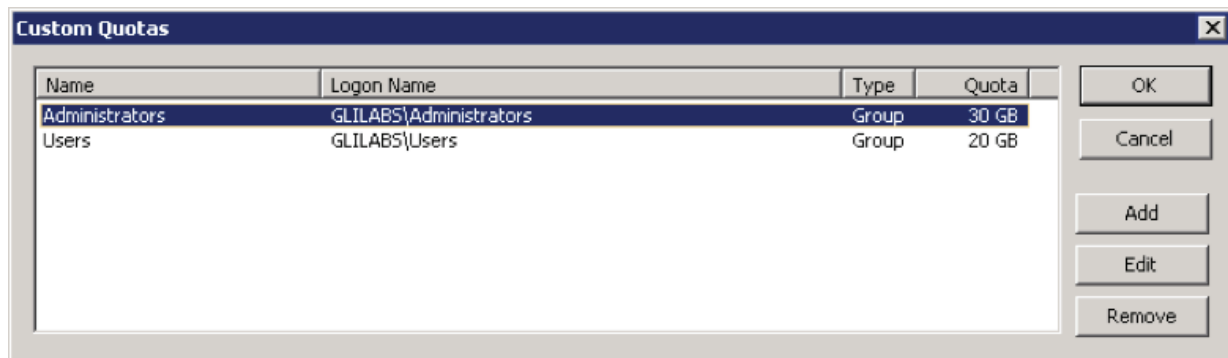 Custom Quotas
Name Logon Name Type Quota
Administrators GLILABS\Administrators Group 30 GB
Users GLILABS\Users Group 20 GB
OK
Cancel
Add
Edit
Remove